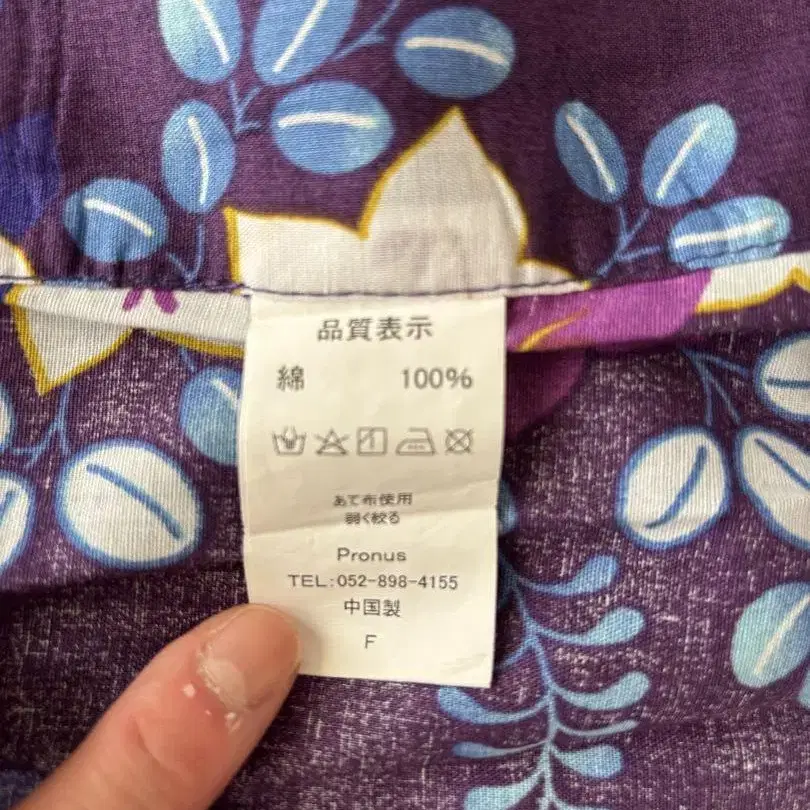 品質表示
綿 100%
あて布使用
弱く絞る
Pronus
TEL:052-898-4155
中国製
F